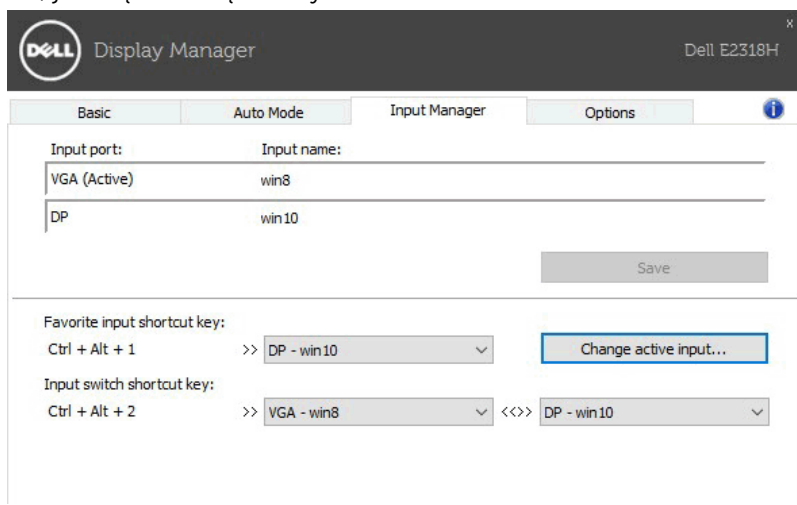 DELL Display Manager Dell E2318H
x
Basic Auto Mode Input Manager Options i
Input port: Input name:
VGA (Active) win8
DP win10
Save
Favorite input shortcut key:
Ctrl + Alt + 1 >> DP - win10 Change active input...
Input switch shortcut key:
Ctrl + Alt + 2 >> VGA - win8 <<>> DP - win10